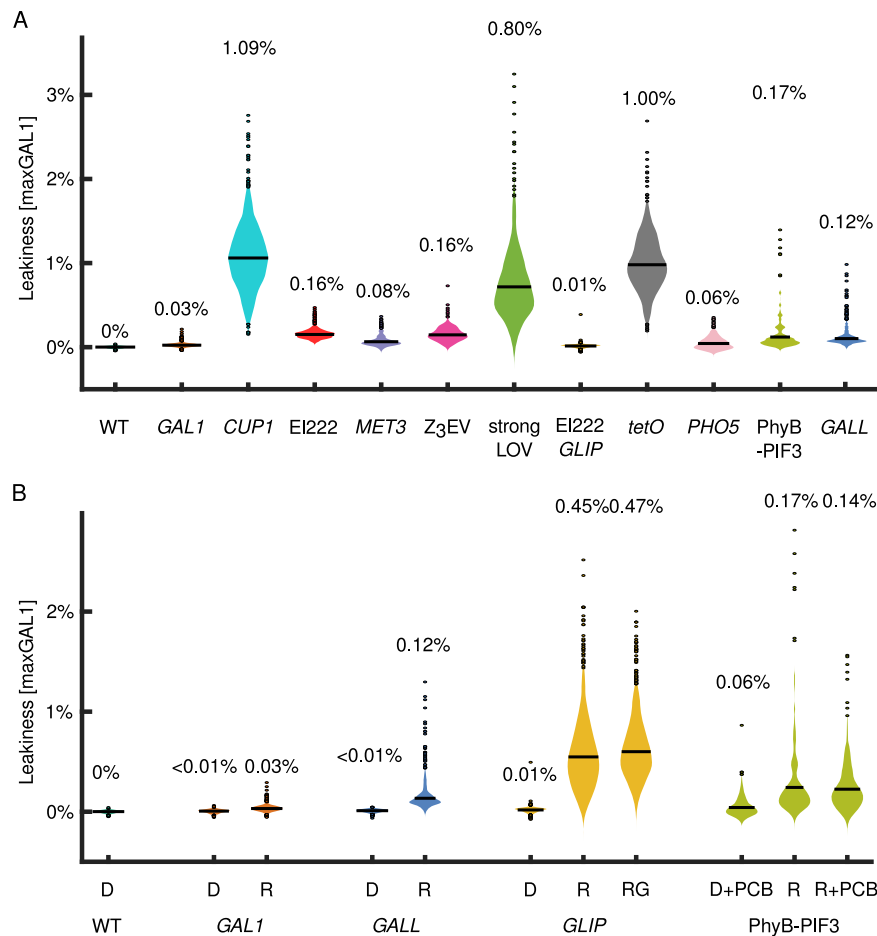 A
Leakiness [maxGAL1]
3%
2%
1%
0%
0%
0.03%
1.09%
0.16%
0.08%
0.16%
0.80%
0.01%
1.00%
0.06%
0.17%
0.12%
WT
GAL1
CUP1
El222
MET3
Z3EV
strong
LOV
El222
GLIP
tetO
PHO5
PhyB
-PIF3
GALL
B
Leakiness [maxGAL1]
2%
1%
0%
0%
<0.01%
0.03%
<0.01%
0.12%
0.01%
0.45%
0.47%
0.06%
0.17%
0.14%
D
D
R
D
R
D
R
RG
D+PCB
R
R+PCB
WT
GAL1
GALL
GLIP
PhyB-PIF3